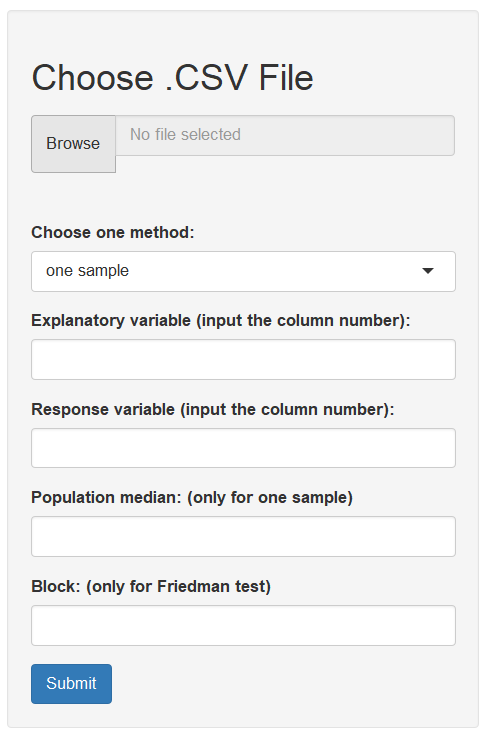 Choose .CSV File
Browse No file selected
Choose one method:
one sample
Explanatory variable (input the column number):
Response variable (input the column number):
Population median: (only for one sample)
Block: (only for Friedman test)
Submit